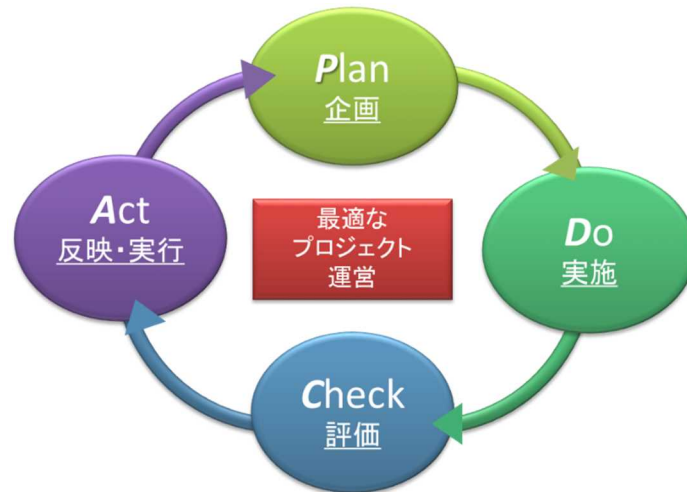 Plan
企画
Do
実施
Check
評価
Act
反映・実行
最適な
プロジェクト
運営